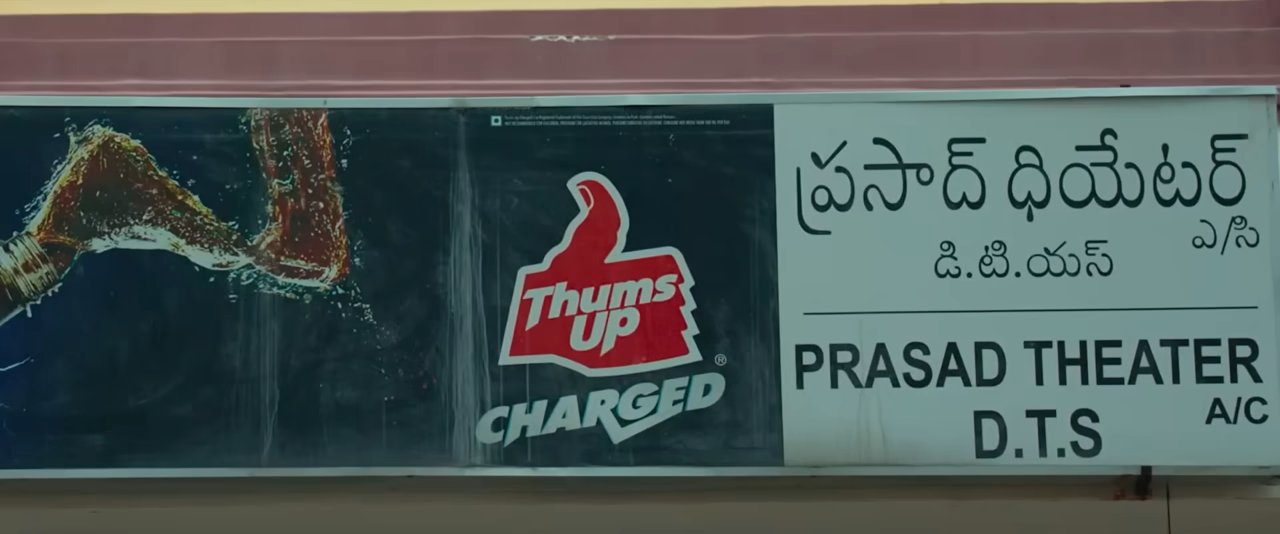 Thums
UP
®
CHARGED
ప్రసాద్ థియేటర్
ఎ/సి
డి.టి.యస్
PRASAD THEATER
A/C
D.T.S